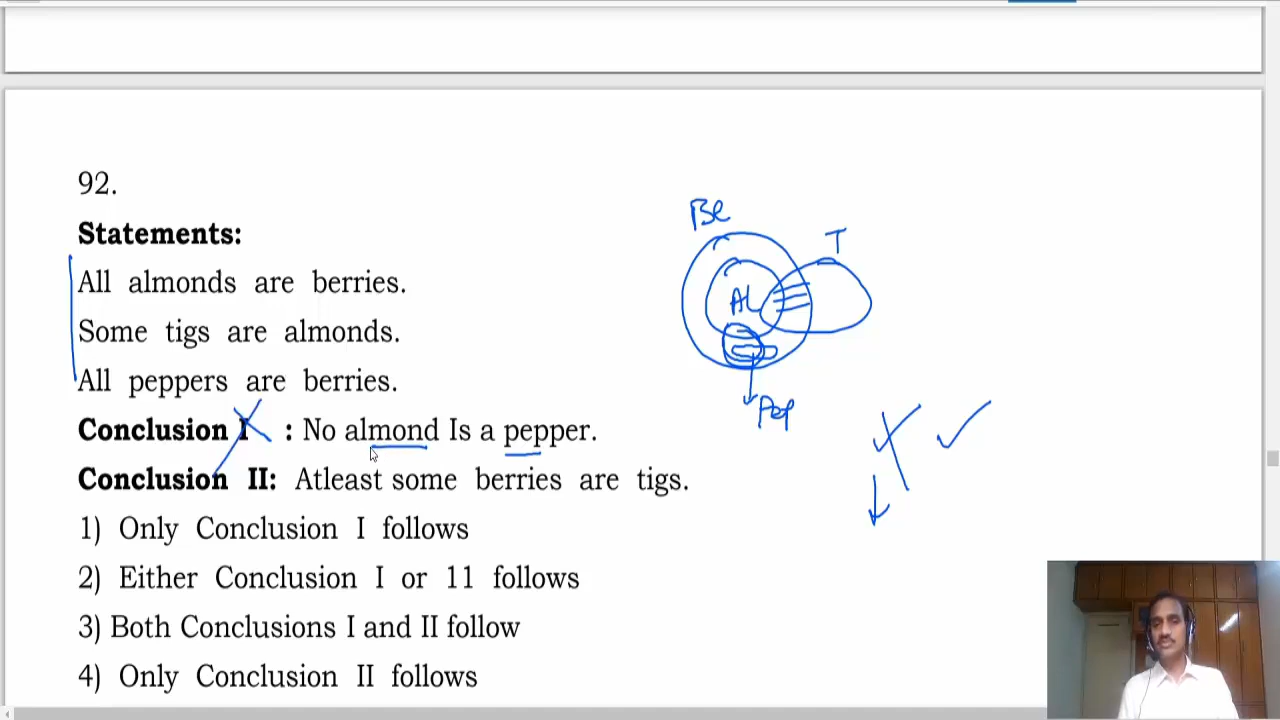 92.
Statements:
All almonds are berries.
Some tigs are almonds.
All peppers are berries.
Conclusion I : No almond Is a pepper.
Conclusion II: Atleast some berries are tigs.
1) Only Conclusion I follows
2) Either Conclusion I or 11 follows
3) Both Conclusions I and II follow
4) Only Conclusion II follows
Be
T
AL
Pep